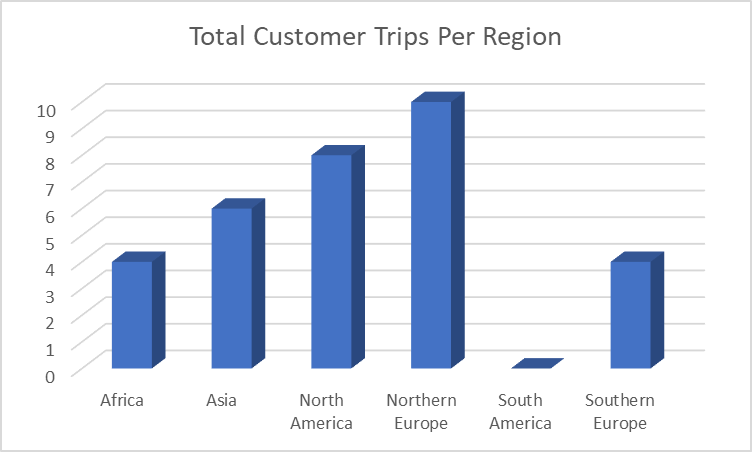 Total Customer Trips Per Region
10
9
8
7
6
5
4
3
2
1
0
Africa
Asia
North
America
Northern
Europe
South
America
Southern
Europe